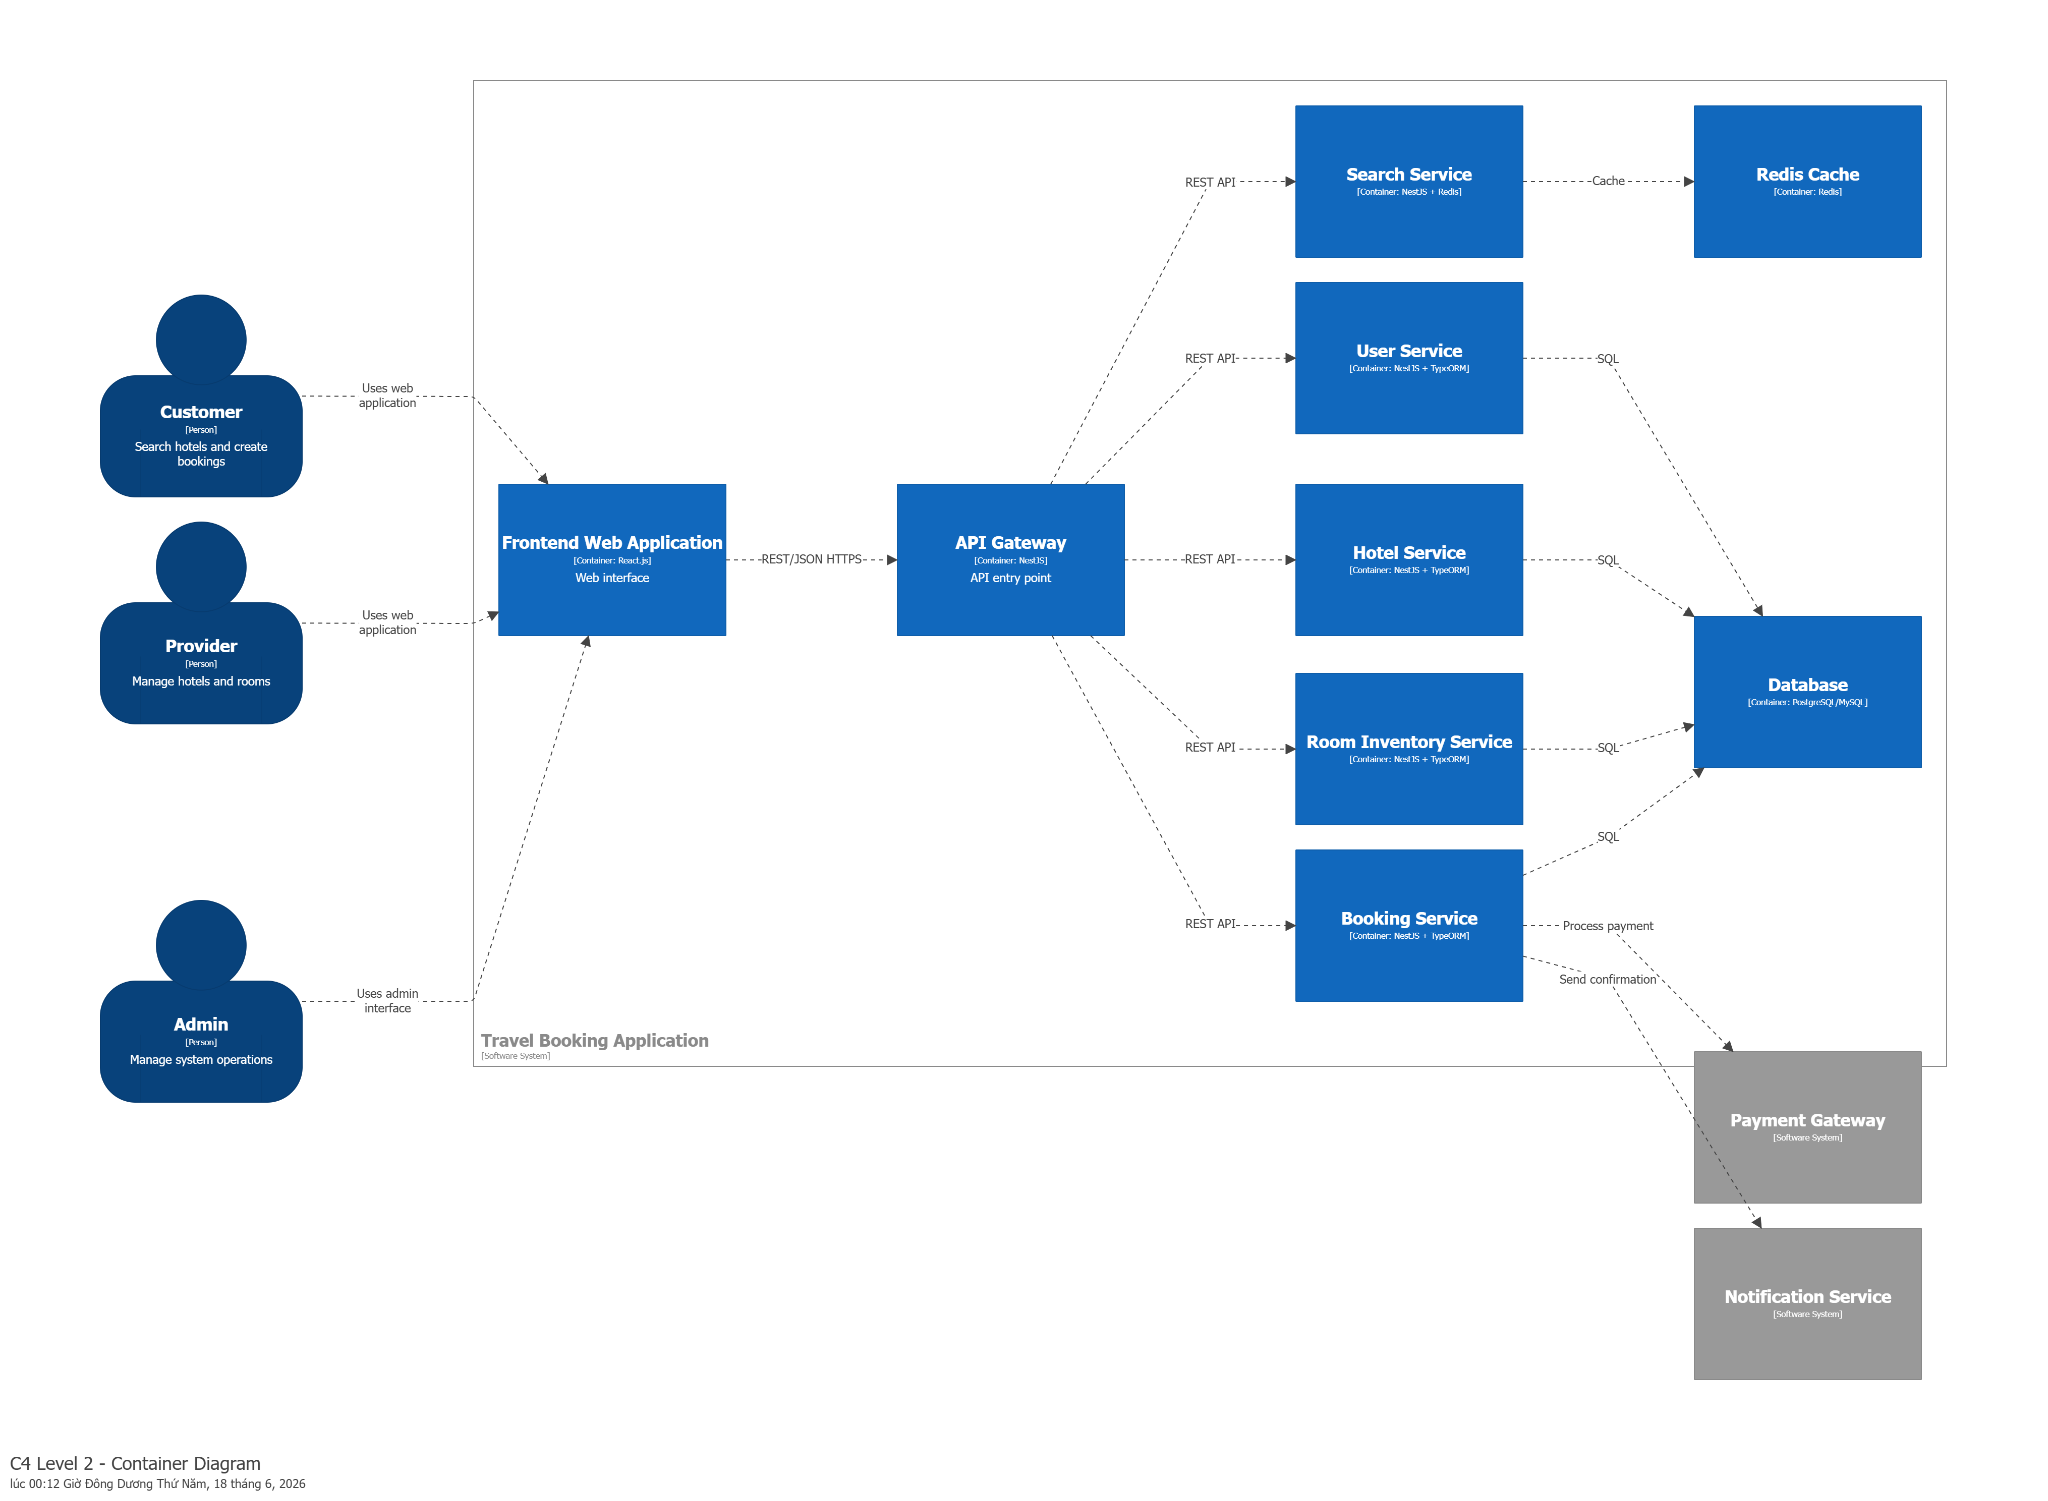 Customer
[Person]
Search hotels and create
bookings
Uses web
application
Provider
[Person]
Manage hotels and rooms
Uses web
application
Admin
[Person]
Manage system operations
Uses admin
interface
Frontend Web Application
[Container: React.js]
Web interface
REST/JSON HTTPS
API Gateway
[Container: NestJS]
API entry point
REST API
REST API
REST API
REST API
REST API
Search Service
[Container: NestJS + Redis]
Cache
Redis Cache
[Container: Redis]
User Service
[Container: NestJS + TypeORM]
SQL
Hotel Service
[Container: NestJS + TypeORM]
SQL
Room Inventory Service
[Container: NestJS + TypeORM]
SQL
Database
[Container: PostgreSQL/MySQL]
Booking Service
[Container: NestJS + TypeORM]
SQL
Process payment
Send confirmation
Travel Booking Application
[Software System]
Payment Gateway
[Software System]
Notification Service
[Software System]
C4 Level 2 - Container Diagram
lúc 00:12 Giờ Đông Dương Thứ Năm, 18 tháng 6, 2026